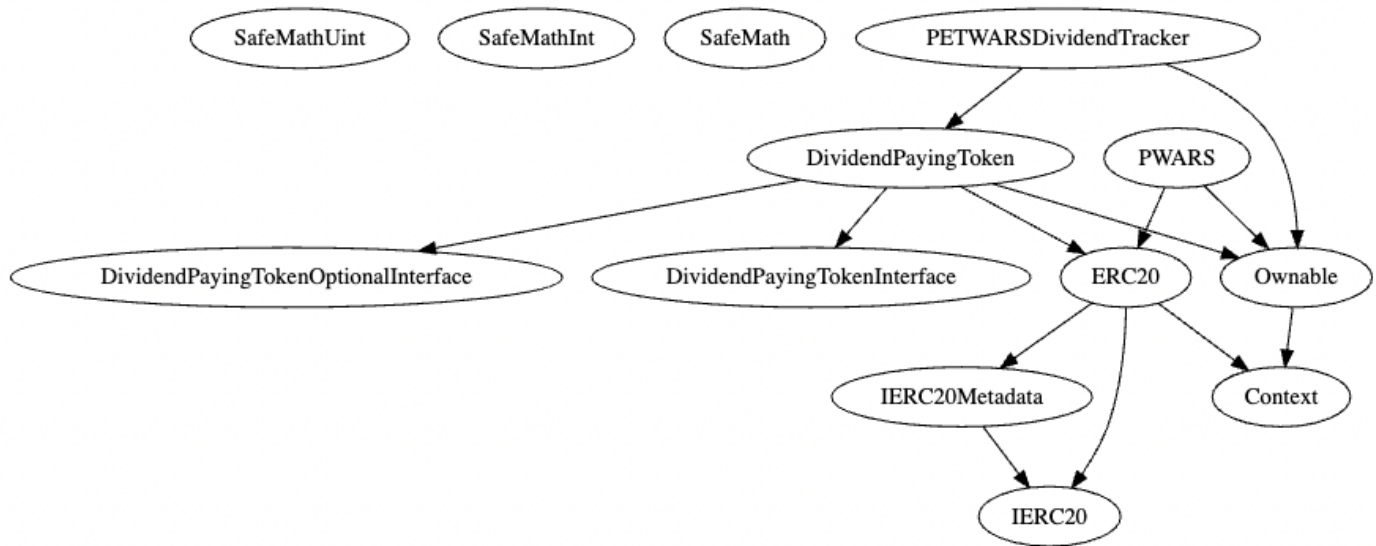 SafeMathUint
SafeMathInt
SafeMath
PETWARSDividendTracker
DividendPayingToken
PWARS
DividendPayingTokenOptionalInterface
DividendPayingTokenInterface
ERC20
Ownable
IERC20Metadata
Context
IERC20